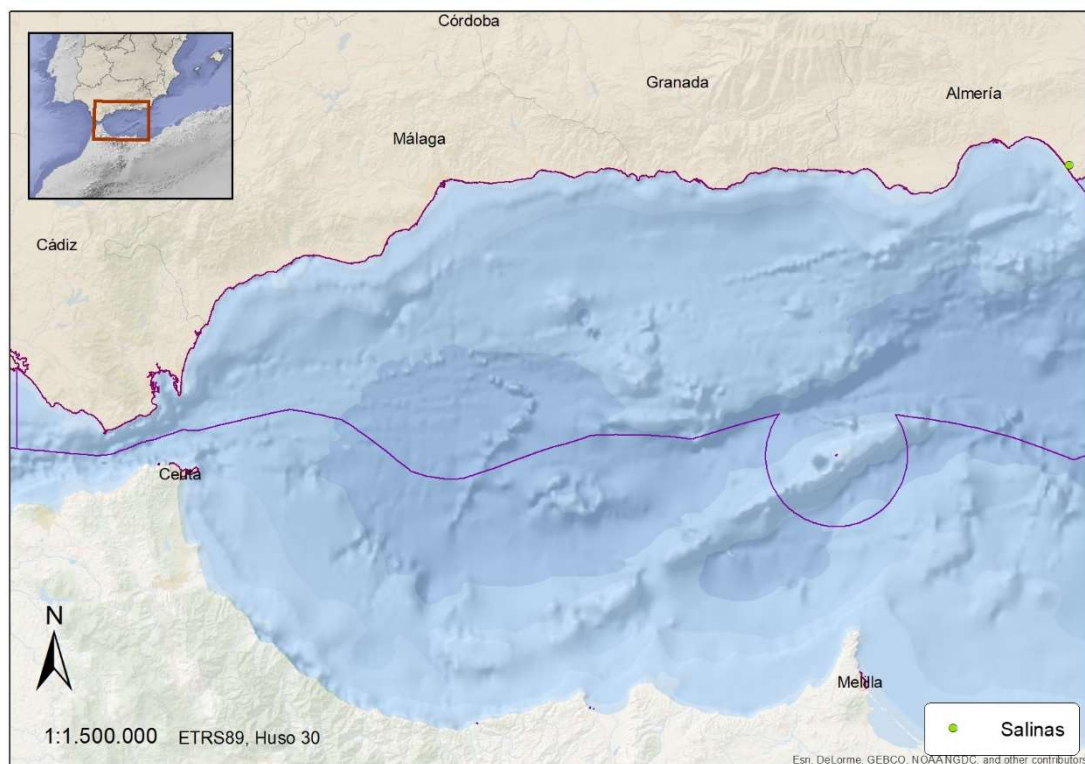 Córdoba
Granada
Almería
Málaga
Cádiz
Ceuta
N
Melilla
1:1.500.000 ETRS89, Huso 30
Salinas
Esri, DeLorme, GEBCO, NOAA NGDC, and other contributors